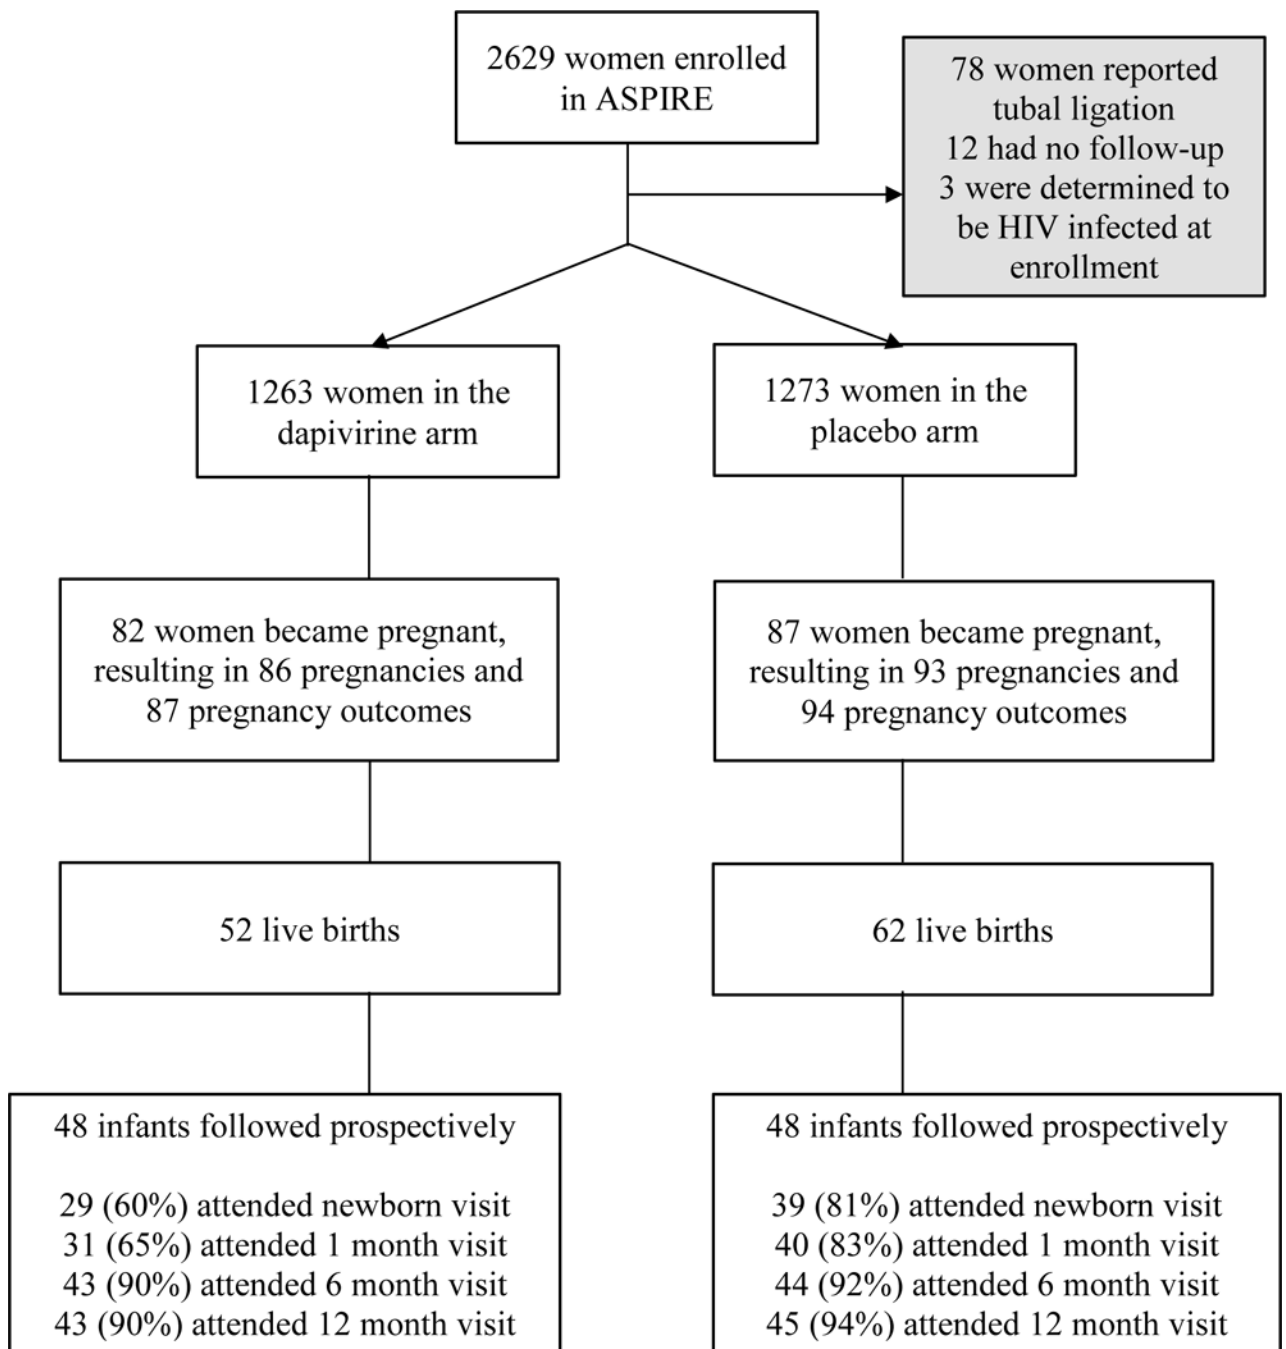 2629 women enrolled
in ASPIRE
78 women reported
tubal ligation
12 had no follow-up
3 were determined to
be HIV infected at
enrollment
1263 women in the
dapivirine arm
1273 women in the
placebo arm
82 women became pregnant,
resulting in 86 pregnancies and
87 pregnancy outcomes
87 women became pregnant,
resulting in 93 pregnancies and
94 pregnancy outcomes
52 live births
62 live births
48 infants followed prospectively
29 (60%) attended newborn visit
31 (65%) attended 1 month visit
43 (90%) attended 6 month visit
43 (90%) attended 12 month visit
48 infants followed prospectively
39 (81%) attended newborn visit
40 (83%) attended 1 month visit
44 (92%) attended 6 month visit
45 (94%) attended 12 month visit